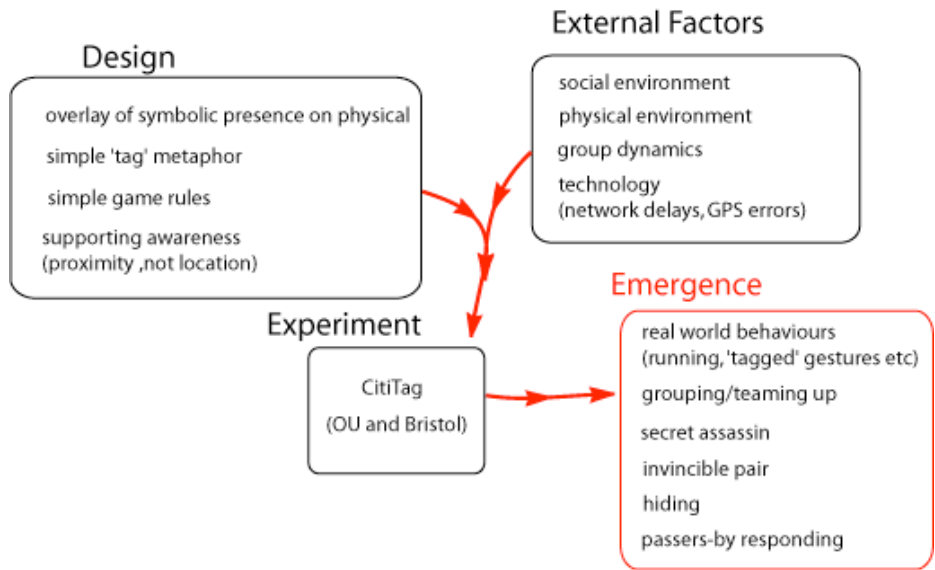 Design
overlay of symbolic presence on physical
simple 'tag' metaphor
simple game rules
supporting awareness
(proximity ,not location)
External Factors
social environment
physical environment
group dynamics
technology
(network delays, GPS errors)
Experiment
CitiTag
(OU and Bristol)
Emergence
real world behaviours
(running, 'tagged' gestures etc)
grouping/teaming up
secret assassin
invincible pair
hiding
passers-by responding